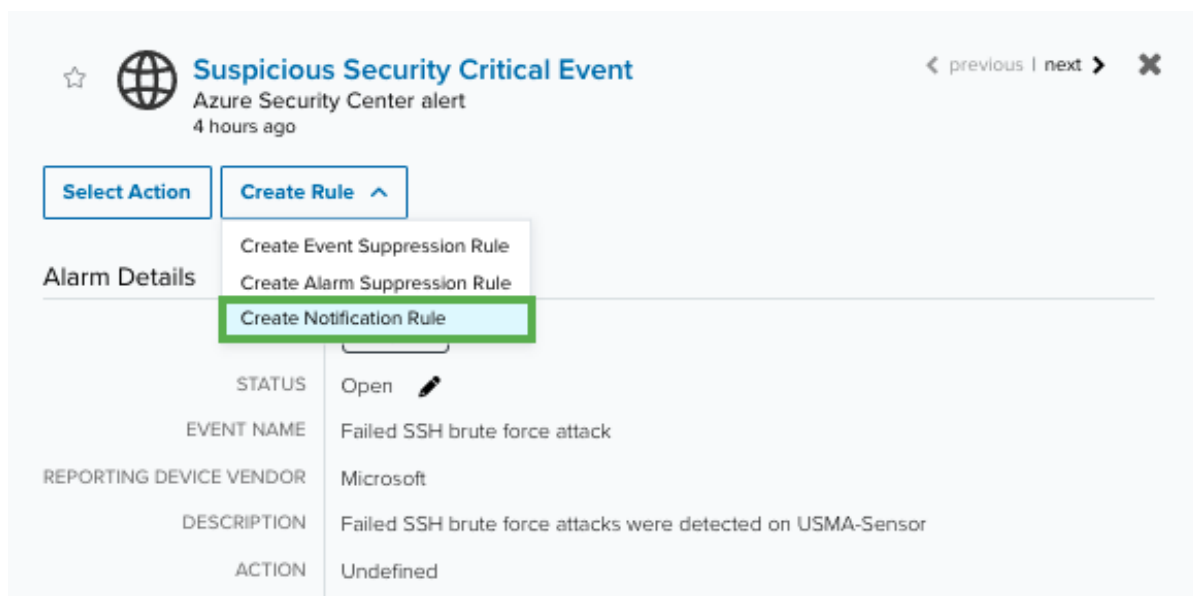 Suspicious Security Critical Event
< previous | next >
Azure Security Center alert
4 hours ago
Select Action
Create Rule
Create Event Suppression Rule
Alarm Details
Create Alarm Suppression Rule
Create Notification Rule
STATUS Open
EVENT NAME Failed SSH brute force attack
REPORTING DEVICE VENDOR Microsoft
DESCRIPTION Failed SSH brute force attacks were detected on USMA-Sensor
ACTION Undefined